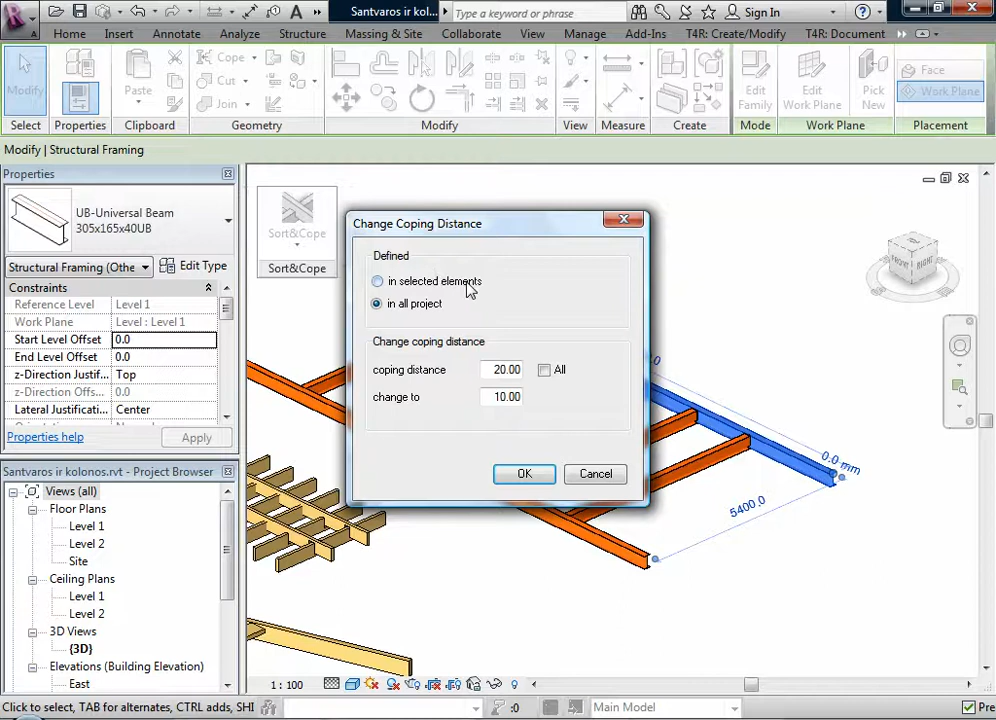 Santvaros ir kol...
Type a keyword or phrase
Sign In
Home
Insert
Annotate
Analyze
Structure
Massing & Site
Collaborate
View
Manage
Add-Ins
T4R: Create/Modify
T4R: Document
Modify
Paste
Cope
Cut
Join
Edit Family
Edit Work Plane
Pick New
Face
Work Plane
Select
Properties
Clipboard
Geometry
Modify
View
Measure
Create
Mode
Work Plane
Placement
Modify | Structural Framing
Properties
UB-Universal Beam
305x165x40UB
Structural Framing (Othe
Edit Type
Constraints
Reference Level
Level 1
Work Plane
Level : Level 1
Start Level Offset
0.0
End Level Offset
0.0
z-Direction Justifi...
Top
z-Direction Offs...
0.0
Lateral Justificati...
Center
Properties help
Apply
Santvaros ir kolonos.rvt - Project Browser
Views (all)
Floor Plans
Level 1
Level 2
Site
Ceiling Plans
Level 1
Level 2
3D Views
{3D}
Elevations (Building Elevation)
East
Sort&Cope
Sort&Cope
Change Coping Distance
Defined
in selected elements
in all project
Change coping distance
coping distance
20.00
All
change to
10.00
OK
Cancel
0.0 mm
5400.0
FRONT
RIGHT
1 : 100
Click to select, TAB for alternates, CTRL adds, SHI
:0
Main Model
Pre